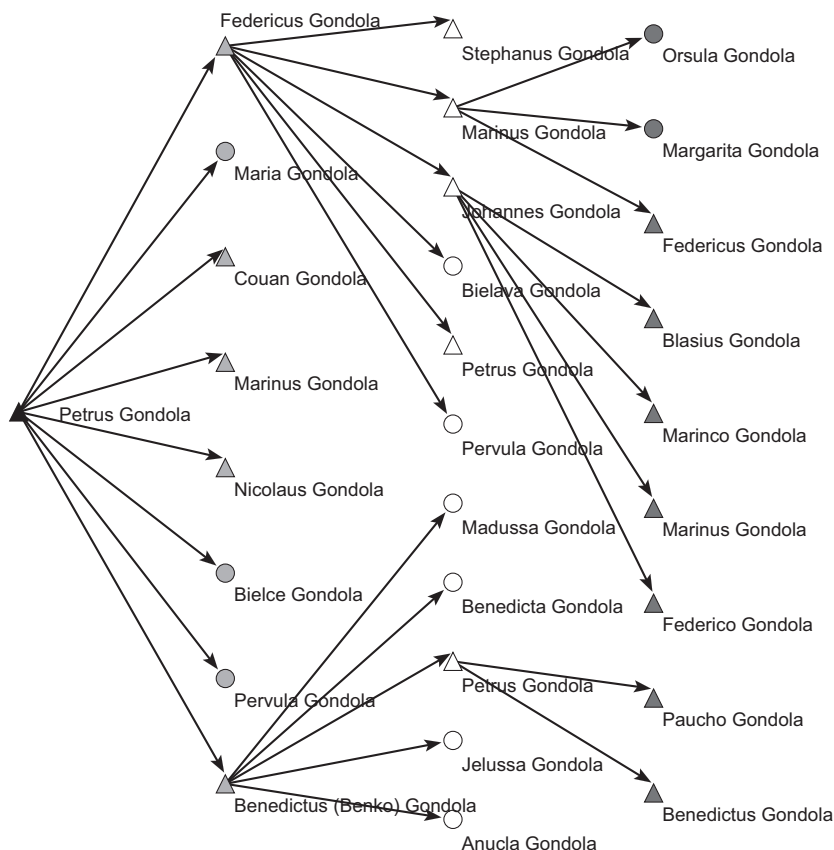 Federicus Gondola
Stephanus Gondola
Orsula Gondola
Marinus Gondola
Margarita Gondola
Maria Gondola
Johannes Gondola
Federicus Gondola
Couan Gondola
Bielava Gondola
Blasius Gondola
Marinus Gondola
Petrus Gondola
Petrus Gondola
Marinco Gondola
Pervula Gondola
Nicolaus Gondola
Madussa Gondola
Marinus Gondola
Bielce Gondola
Benedicta Gondola
Federico Gondola
Pervula Gondola
Petrus Gondola
Paucho Gondola
Jelussa Gondola
Benedictus (Benko) Gondola
Benedictus Gondola
Anucla Gondola